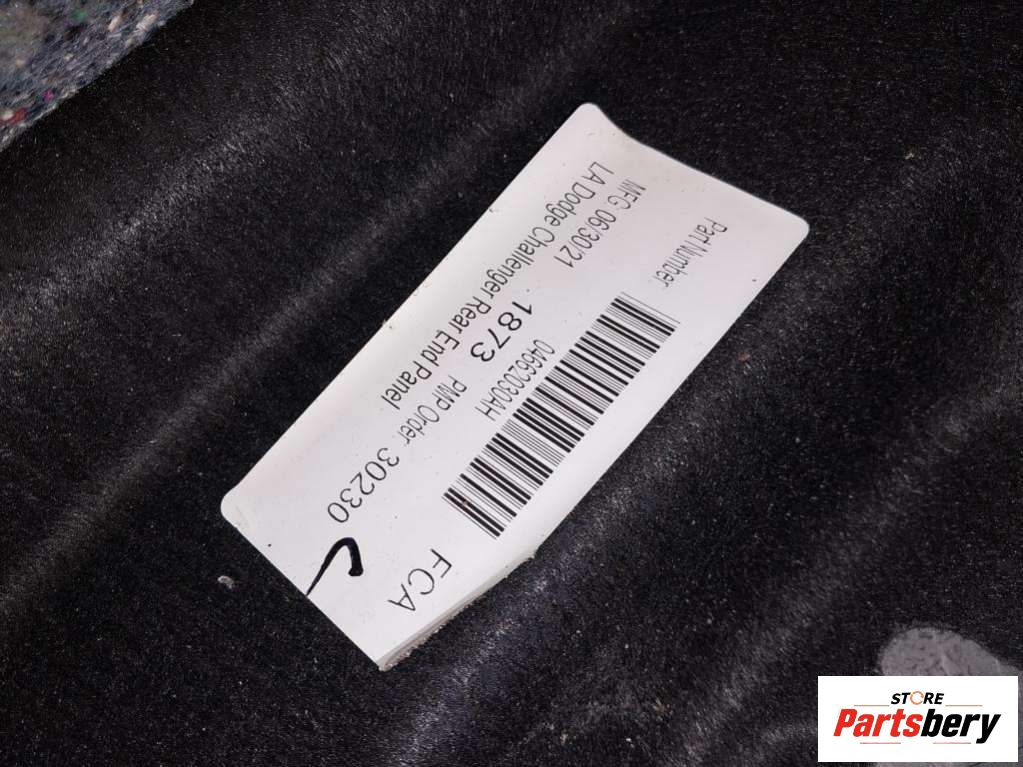 Part Number:
04662030AH
MFG. 06/30/21 1873 PMP Order: 30230 FCA
LA Dodge Challenger Rear End Panel
STORE
Partsbery